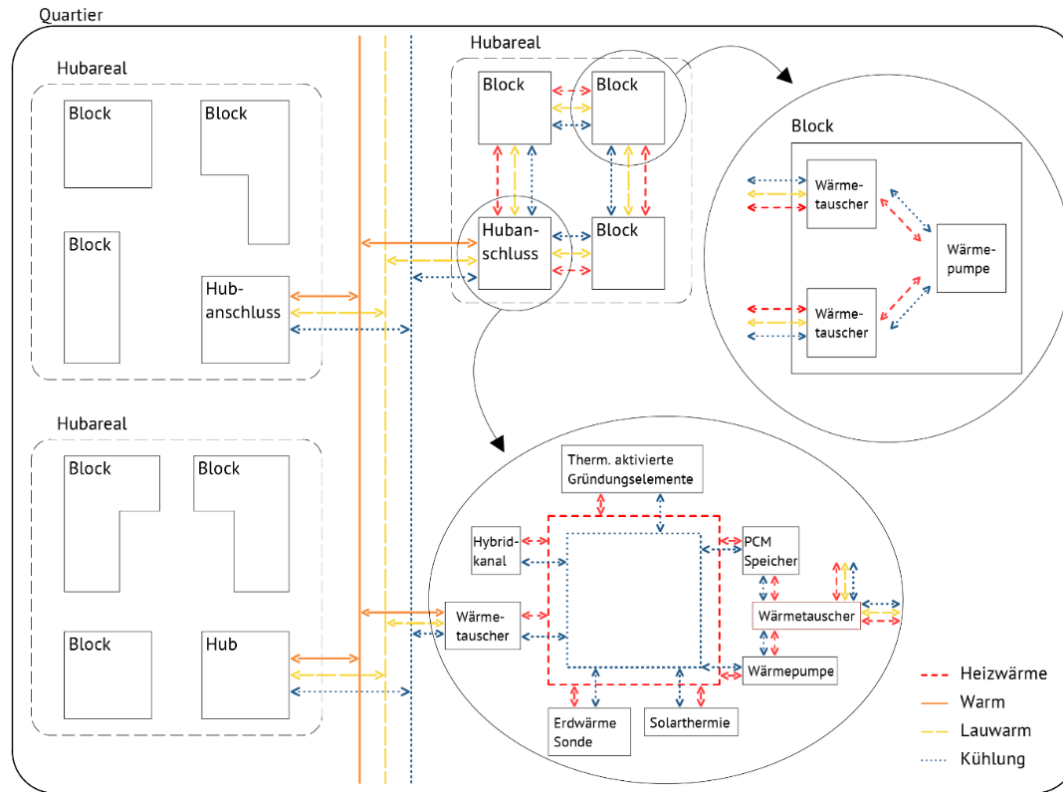 Quartier
Hubareal
Block
Block
Block
Hub-
anschluss
Hubareal
Block
Block
Block
Hub
Hubareal
Block
Block
Huban-
schluss
Block
Block
Wärme-
tauscher
Wärme-
pumpe
Wärme-
tauscher
Therm. aktivierte
Gründungselemente
Hybrid-
kanal
PCM
Speicher
Wärme-
tauscher
Wärmetauscher
Wärmepumpe
Erdwärme
Sonde
Solarthermie
Heizwärme
Warm
Lauwarm
Kühlung